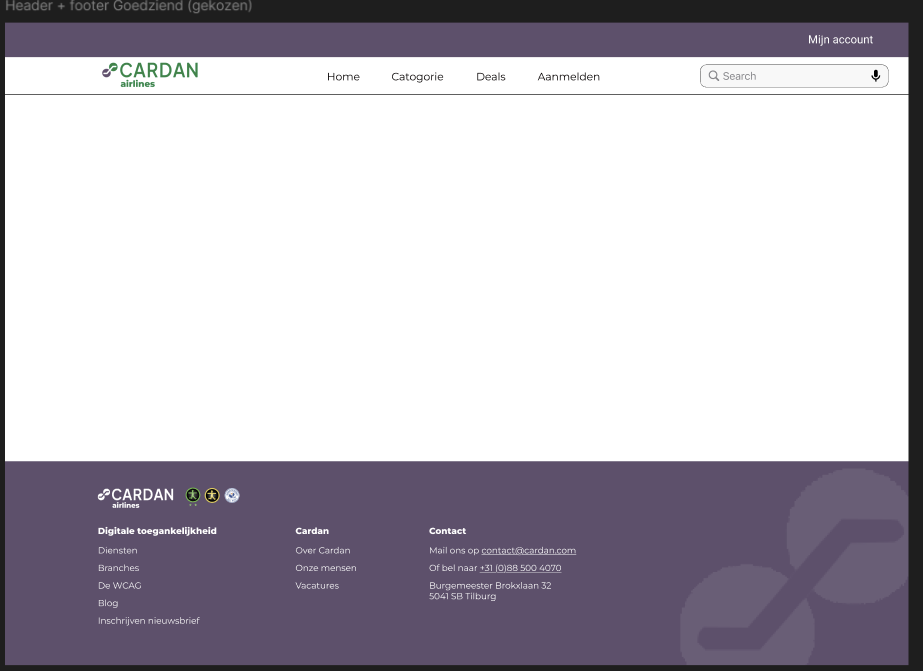 Header + footer Goedziend (gekozen)
Mijn account
CARDAN
airlines
Home Catogorie Deals Aanmelden
Search
CARDAN
airlines
Digitale toegankelijkheid
Diensten
Branches
De WCAG
Blog
Inschrijven nieuwsbrief
Cardan
Over Cardan
Onze mensen
Vacatures
Contact
Mail ons op contact@cardan.com
Of bel naar +31 (0)88 500 4070
Burgemeester Brokxlaan 32
5041 SB Tilburg